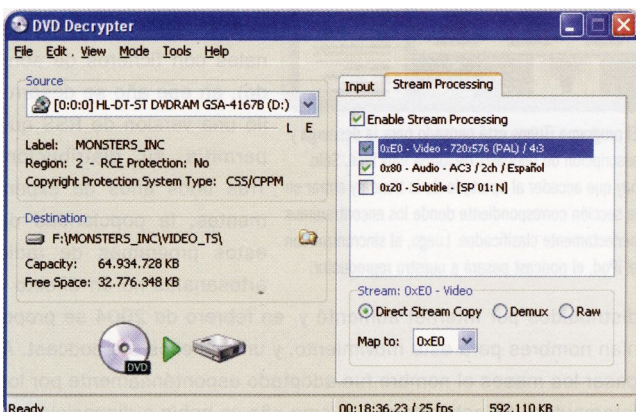 DVD Decrypter
File Edit View Mode Tools Help
Source
[0:0:0] HL-DT-ST DVDRAM GSA-4167B (D:)
L E
Label: MONSTERS_INC
Region: 2 - RCE Protection: No
Copyright Protection System Type: CSS/CPPM
Destination
F:\MONSTERS_INC\VIDEO_TS\
Capacity: 64.934.728 KB
Free Space: 32.776.348 KB
DVD
Input Stream Processing
Enable Stream Processing
0xE0 - Video - 720x576 (PAL) / 4:3
0x80 - Audio - AC3 / 2ch / Español
0x20 - Subtitle - [SP 01: N]
Stream: 0xE0 - Video
Direct Stream Copy Demux Raw
Map to: 0xE0
Ready 00:18:36.23 / 25 fps 592.110 KB